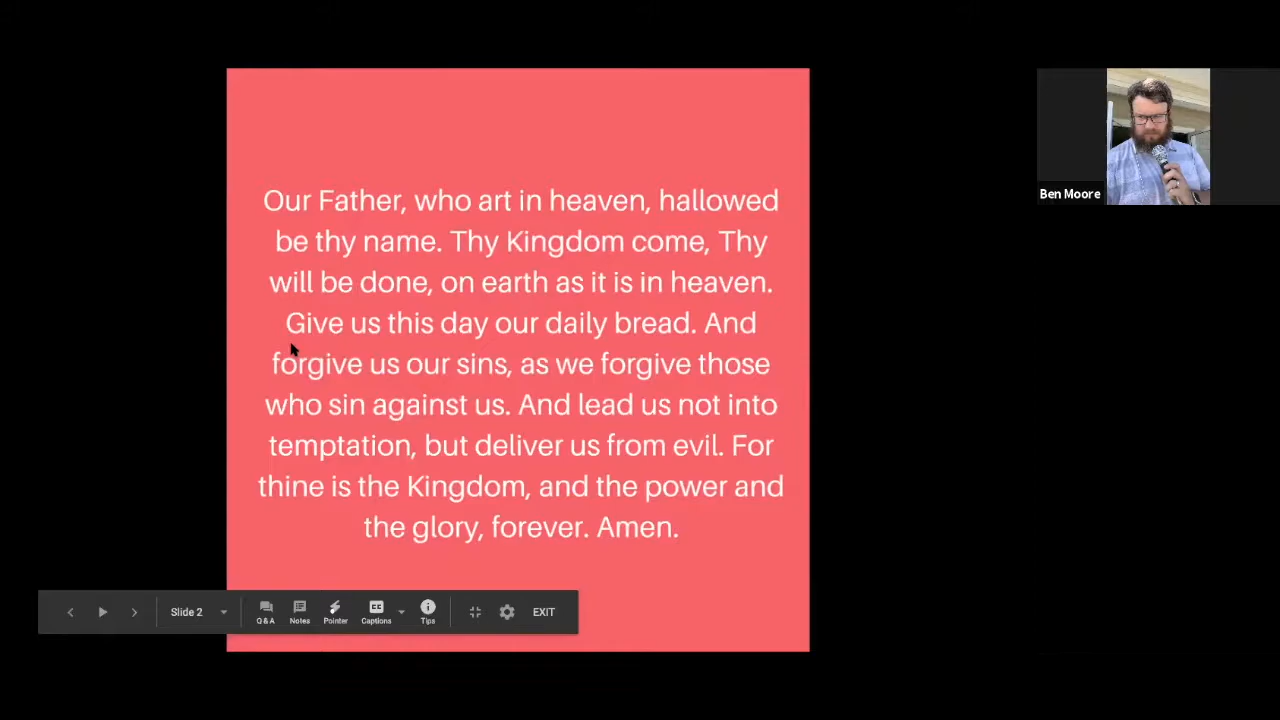 Our Father, who art in heaven, hallowed
be thy name. Thy Kingdom come, Thy
will be done, on earth as it is in heaven.
Give us this day our daily bread. And
forgive us our sins, as we forgive those
who sin against us. And lead us not into
temptation, but deliver us from evil. For
thine is the Kingdom, and the power and
the glory, forever. Amen.
Ben Moore
Slide 2
Q & A
Notes
Pointer
CC
Captions
Tips
EXIT